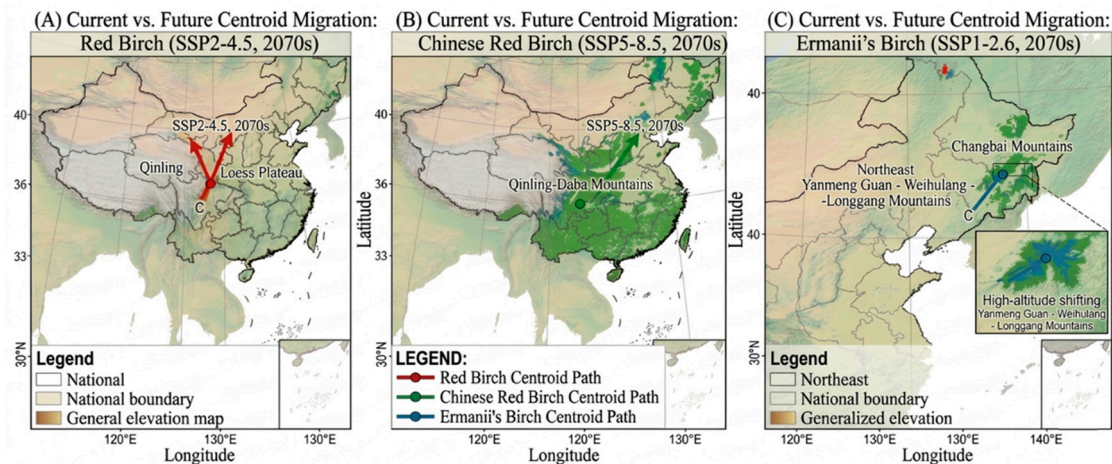 (A) Current vs. Future Centroid Migration:
Red Birch (SSP2-4.5, 2070s)
40
36
33
30°N
Latitude
SSP2-4.5, 2070s
Qinling
Loess Plateau
C
Legend
National
National boundary
General elevation map
120°E
130°E
130°E
Longitude
(B) Current vs. Future Centroid Migration:
Chinese Red Birch (SSP5-8.5, 2070s)
40
36
33
30°N
Latitude
SSP5-8.5, 2070s
Qinling-Daba Mountains
LEGEND:
Red Birch Centroid Path
Chinese Red Birch Centroid Path
Ermanii's Birch Centroid Path
120°E
120°E
130°E
Longitude
(C) Current vs. Future Centroid Migration:
Ermanii's Birch (SSP1-2.6, 2070s)
40
40
30°N
Latitude
Changbai Mountains
Northeast
Yanmeng Guan - Weihulang -
-Longgang Mountains
C
High-altitude shifting
Yanmeng Guan - Weihulang
- Longgang Mountains
Legend
Northeast
National boundary
Generalized elevation
120°E
120°E
130°E
140°E
Longitude